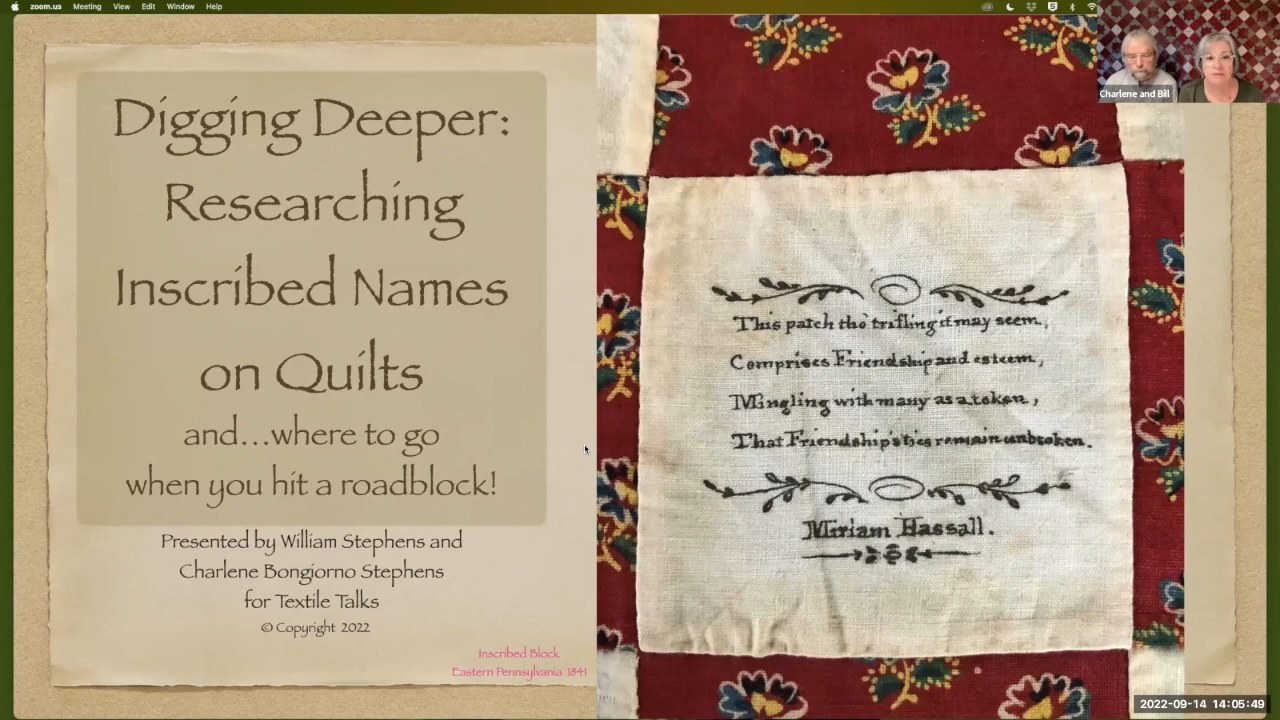 zoom.us Meeting View Edit Window Help
Digging Deeper:
Researching
Inscribed Names
on Quilts
and...where to go
when you hit a roadblock!
Presented by William Stephens and
Charlene Bongiorno Stephens
for Textile Talks
© Copyright 2022
Inscribed Block
Eastern Pennsylvania 1841
This patch tho' trifling it may seem,
Comprises Friendship and esteem,
Mingling with many as a token,
That Friendship's ties remain unbroken.
Miriam Hassall.
Charlene and Bill
2022-09-14 14:05:49